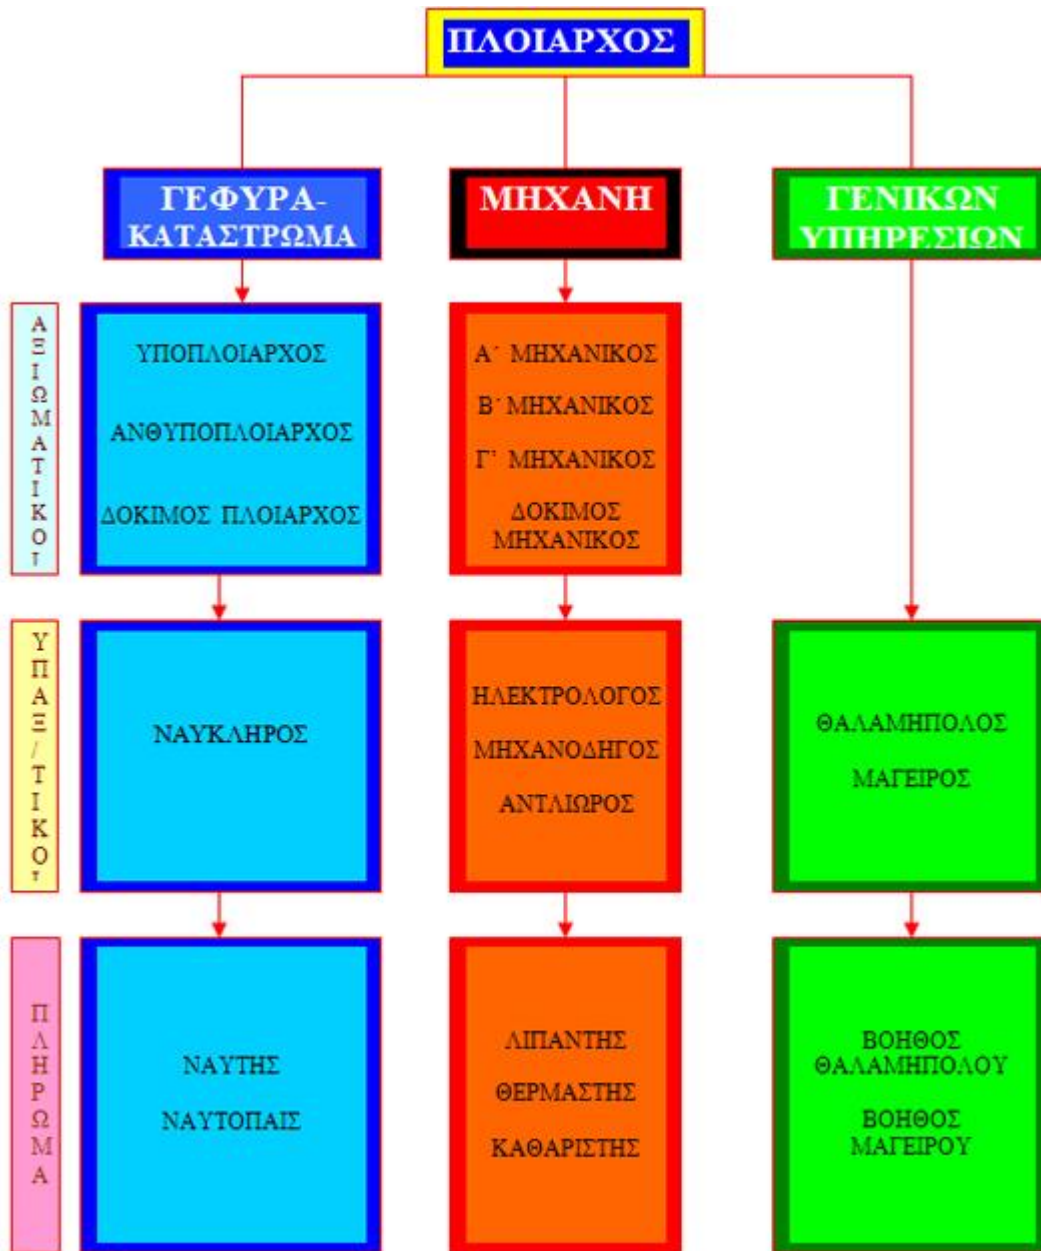 ΠΛΟΙΑΡΧΟΣ
ΓΕΦΥΡΑ-
ΚΑΤΑΣΤΡΩΜΑ
ΜΗΧΑΝΗ
ΓΕΝΙΚΩΝ
ΥΠΗΡΕΣΙΩΝ
ΑΞΙΩΜΑΤΙΚΟΙ
ΥΠΟΠΛΟΙΑΡΧΟΣ
ΑΝΘΥΠΟΠΛΟΙΑΡΧΟΣ
ΔΟΚΙΜΟΣ ΠΛΟΙΑΡΧΟΣ
Α΄ ΜΗΧΑΝΙΚΟΣ
Β΄ ΜΗΧΑΝΙΚΟΣ
Γ' ΜΗΧΑΝΙΚΟΣ
ΔΟΚΙΜΟΣ
ΜΗΧΑΝΙΚΟΣ
ΥΠΑΞ/ΤΙΚΟΙ
ΝΑΥΚΛΗΡΟΣ
ΗΛΕΚΤΡΟΛΟΓΟΣ
ΜΗΧΑΝΟΔΗΓΟΣ
ΑΝΤΛΙΩΡΟΣ
ΘΑΛΑΜΗΠΟΛΟΣ
ΜΑΓΕΙΡΟΣ
ΠΛΗΡΩΜΑ
ΝΑΥΤΗΣ
ΝΑΥΤΟΠΑΙΣ
ΛΙΠΑΝΤΗΣ
ΘΕΡΜΑΣΤΗΣ
ΚΑΘΑΡΙΣΤΗΣ
ΒΟΗΘΟΣ
ΘΑΛΑΜΗΠΟΛΟΥ
ΒΟΗΘΟΣ
ΜΑΓΕΙΡΟΥ